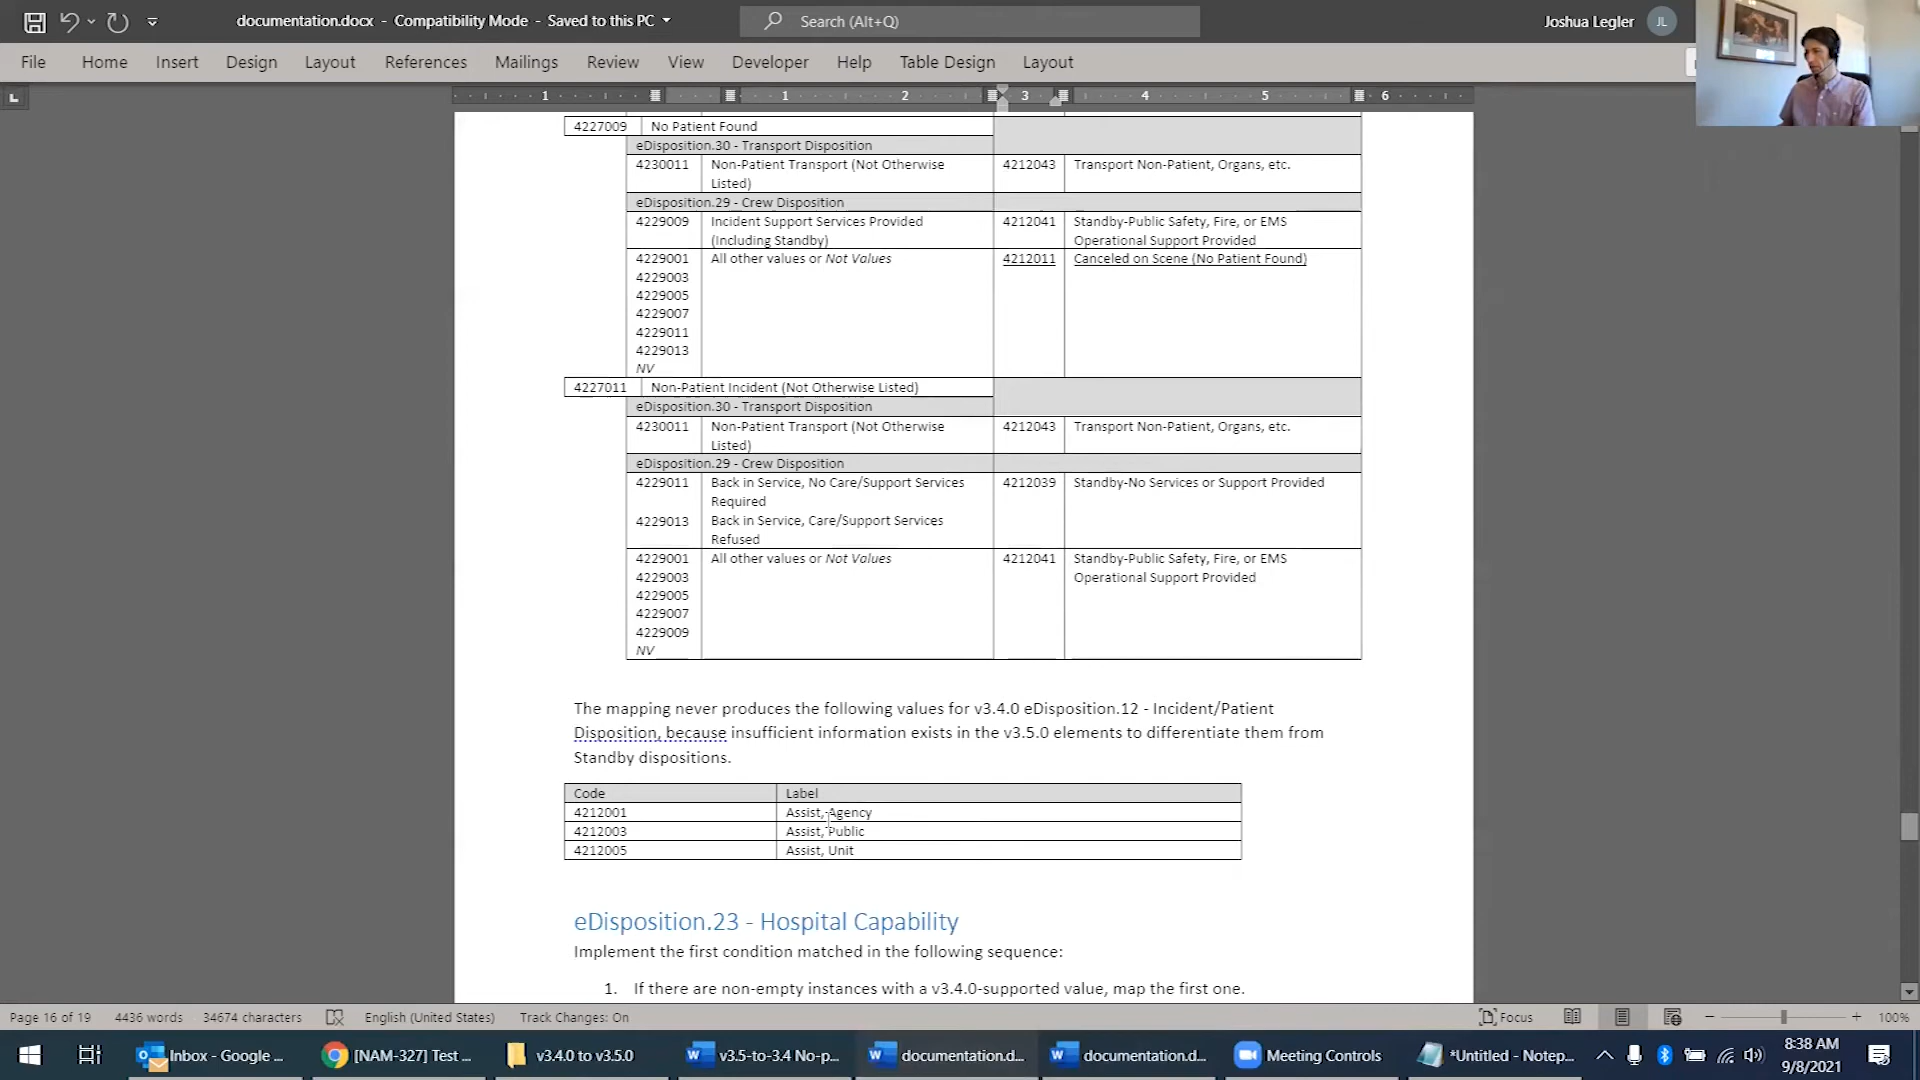 documentation.docx - Compatibility Mode - Saved to this PC
Search (Alt+Q)
Joshua Legler JL
File Home Insert Design Layout References Mailings Review View Developer Help Table Design Layout
1 1 2 3 4 5 6
4227009 No Patient Found
eDisposition.30 - Transport Disposition
4230011 Non-Patient Transport (Not Otherwise 4212043 Transport Non-Patient, Organs, etc.
Listed)
eDisposition.29 - Crew Disposition
4229009 Incident Support Services Provided 4212041 Standby-Public Safety, Fire, or EMS
(Including Standby) Operational Support Provided
4229001 All other values or Not Values 4212011 Canceled on Scene (No Patient Found)
4229003
4229005
4229007
4229011
4229013
NV
4227011 Non-Patient Incident (Not Otherwise Listed)
eDisposition.30 - Transport Disposition
4230011 Non-Patient Transport (Not Otherwise 4212043 Transport Non-Patient, Organs, etc.
Listed)
eDisposition.29 - Crew Disposition
4229011 Back in Service, No Care/Support Services 4212039 Standby-No Services or Support Provided
Required
4229013 Back in Service, Care/Support Services
Refused
4229001 All other values or Not Values 4212041 Standby-Public Safety, Fire, or EMS
4229003 Operational Support Provided
4229005
4229007
4229009
NV
The mapping never produces the following values for v3.4.0 eDisposition.12 - Incident/Patient
Disposition, because insufficient information exists in the v3.5.0 elements to differentiate them from
Standby dispositions.
Code Label
4212001 Assist, Agency
4212003 Assist, Public
4212005 Assist, Unit
eDisposition.23 - Hospital Capability
Implement the first condition matched in the following sequence:
1. If there are non-empty instances with a v3.4.0-supported value, map the first one.
Page 16 of 19 4436 words 34674 characters English (United States) Track Changes: On Focus 100%
Inbox - Google ... [NAM-327] Test ... v3.4.0 to v3.5.0 v3.5-to-3.4 No-p... documentation.d... documentation.d... Meeting Controls *Untitled - Notep... 8:38 AM
9/8/2021